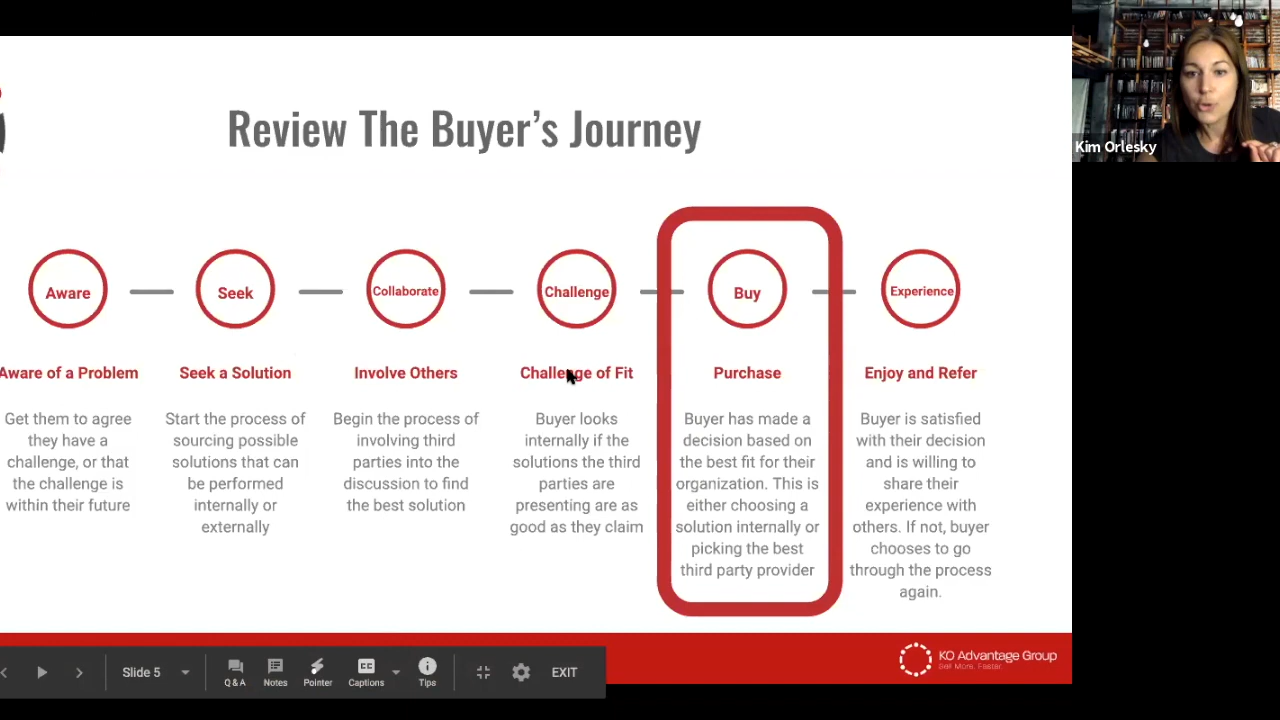 Review The Buyer's Journey
Kim Orlesky
Aware
Seek
Collaborate
Challenge
Buy
Experience
Aware of a Problem
Get them to agree
they have a
challenge, or that
the challenge is
within their future
Seek a Solution
Start the process of
sourcing possible
solutions that can
be performed
internally or
externally
Involve Others
Begin the process of
involving third
parties into the
discussion to find
the best solution
Challenge of Fit
Buyer looks
internally if the
solutions the third
parties are
presenting are as
good as they claim
Purchase
Buyer has made a
decision based on
the best fit for their
organization. This is
either choosing a
solution internally or
picking the best
third party provider
Enjoy and Refer
Buyer is satisfied
with their decision
and is willing to
share their
experience with
others. If not, buyer
chooses to go
through the process
again.
KO Advantage Group
Sell More. Faster.
Slide 5
Q & A
Notes
Pointer
CC
Captions
Tips
EXIT